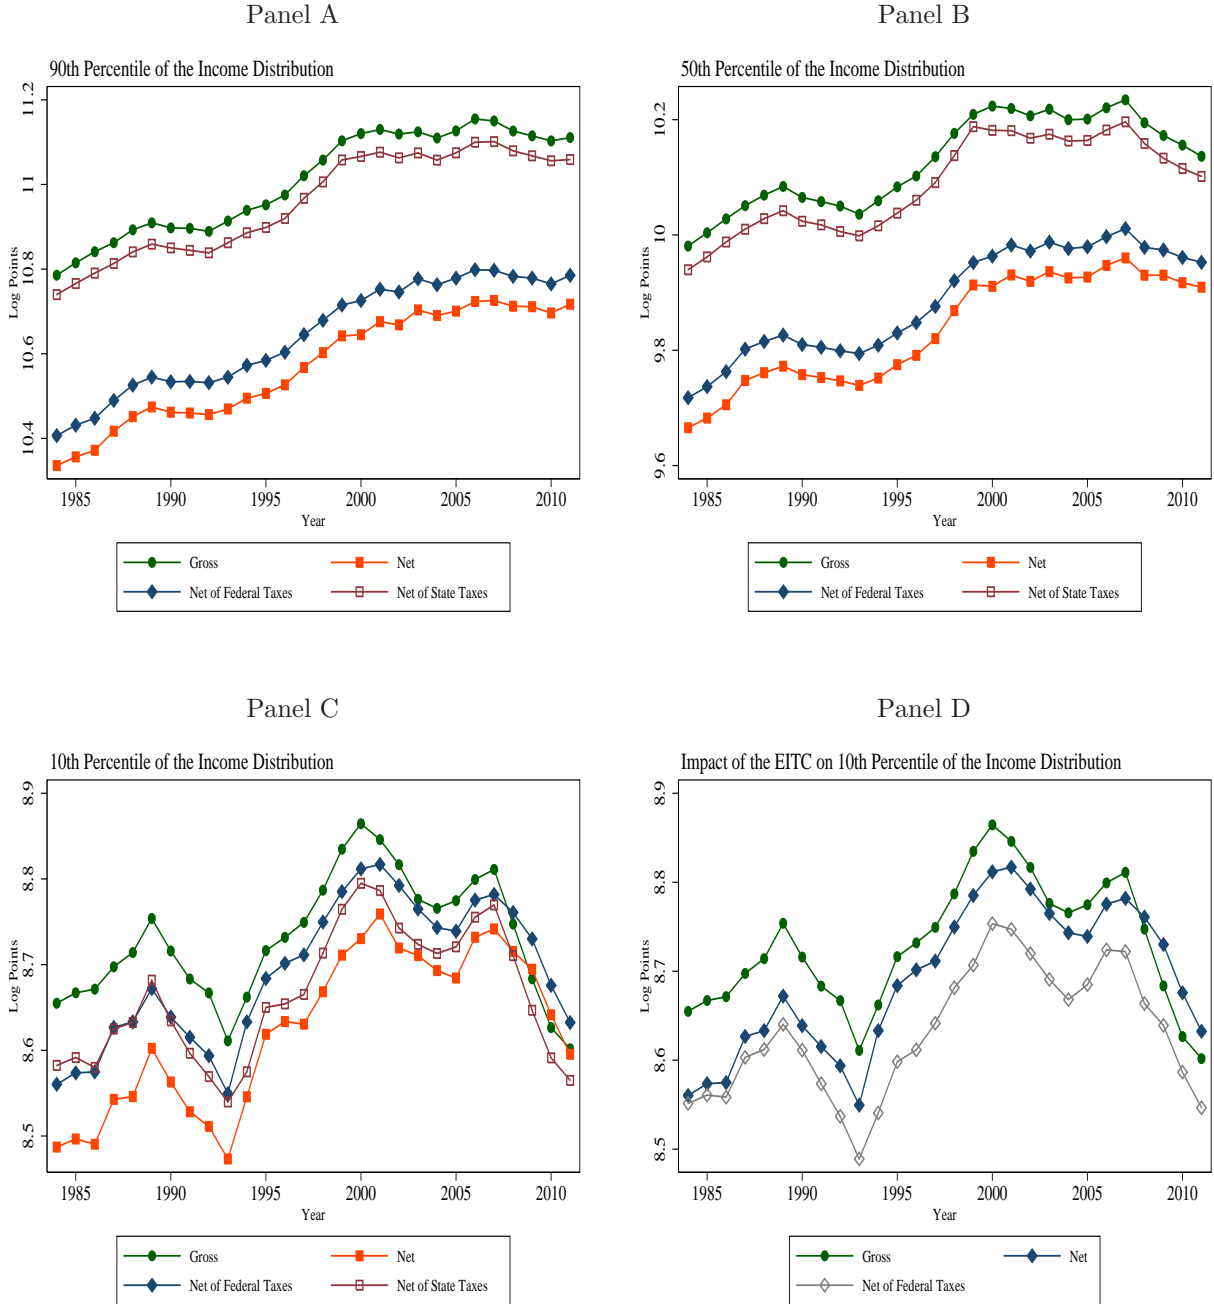 Panel A
90th Percentile of the Income Distribution
11.2
11
10.8
10.6
10.4
Log Points
1985 1990 1995 2000 2005 2010
Year
Gross Net
Net of Federal Taxes Net of State Taxes
Panel B
50th Percentile of the Income Distribution
10.2
10
9.8
9.6
Log Points
1985 1990 1995 2000 2005 2010
Year
Gross Net
Net of Federal Taxes Net of State Taxes
Panel C
10th Percentile of the Income Distribution
8.9
8.8
8.7
8.6
8.5
Log Points
1985 1990 1995 2000 2005 2010
Year
Gross Net
Net of Federal Taxes Net of State Taxes
Panel D
Impact of the EITC on 10th Percentile of the Income Distribution
8.9
8.8
8.7
8.6
8.5
Log Points
1985 1990 1995 2000 2005 2010
Year
Gross Net
Net of Federal Taxes